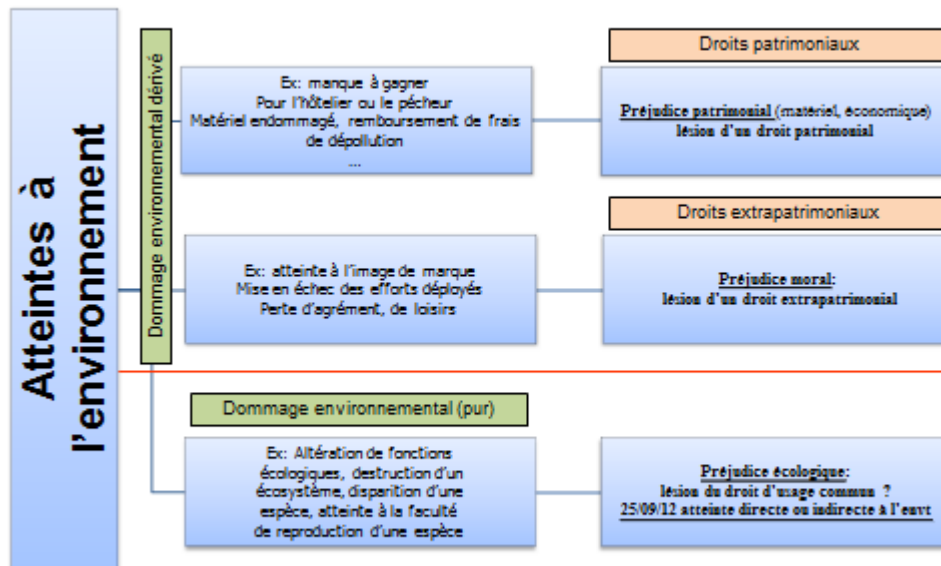 Atteintes à
l'environnement
Dommage environnemental dérivé
Ex: manque à gagner
Pour l'hôtelier ou le pêcheur
Matériel endommagé, remboursement de frais
de dépollution
...
Droits patrimoniaux
Préjudice patrimonial (matériel, économique)
lésion d'un droit patrimonial
Ex: atteinte à l'image de marque
Mise en échec des efforts déployés
Perte d'agrément, de loisirs
Droits extrapatrimoniaux
Préjudice moral:
lésion d'un droit extrapatrimonial
Dommage environnemental (pur)
Ex: Altération de fonctions
écologiques, destruction d'un
écosystème, disparition d'une
espèce, atteinte à la faculté
de reproduction d'une espèce
Préjudice écologique:
lésion du droit d'usage commun ?
25/09/12 atteinte directe ou indirecte à l'envt